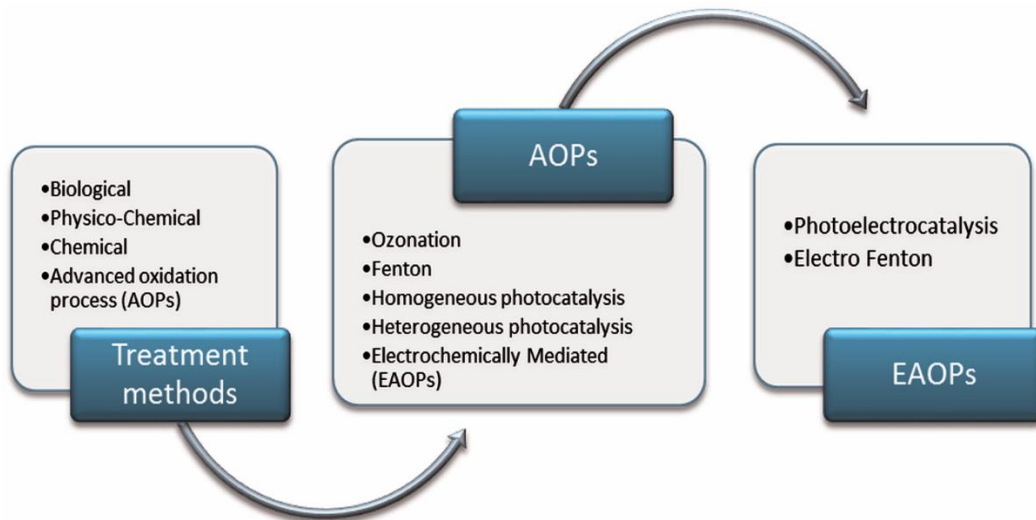 •Biological
•Physico-Chemical
•Chemical
•Advanced oxidation
process (AOPs)
Treatment
methods
AOPs
•Ozonation
•Fenton
•Homogeneous photocatalysis
•Heterogeneous photocatalysis
•Electrochemically Mediated
(EAOPs)
•Photoelectrocatalysis
•Electro Fenton
EAOPs